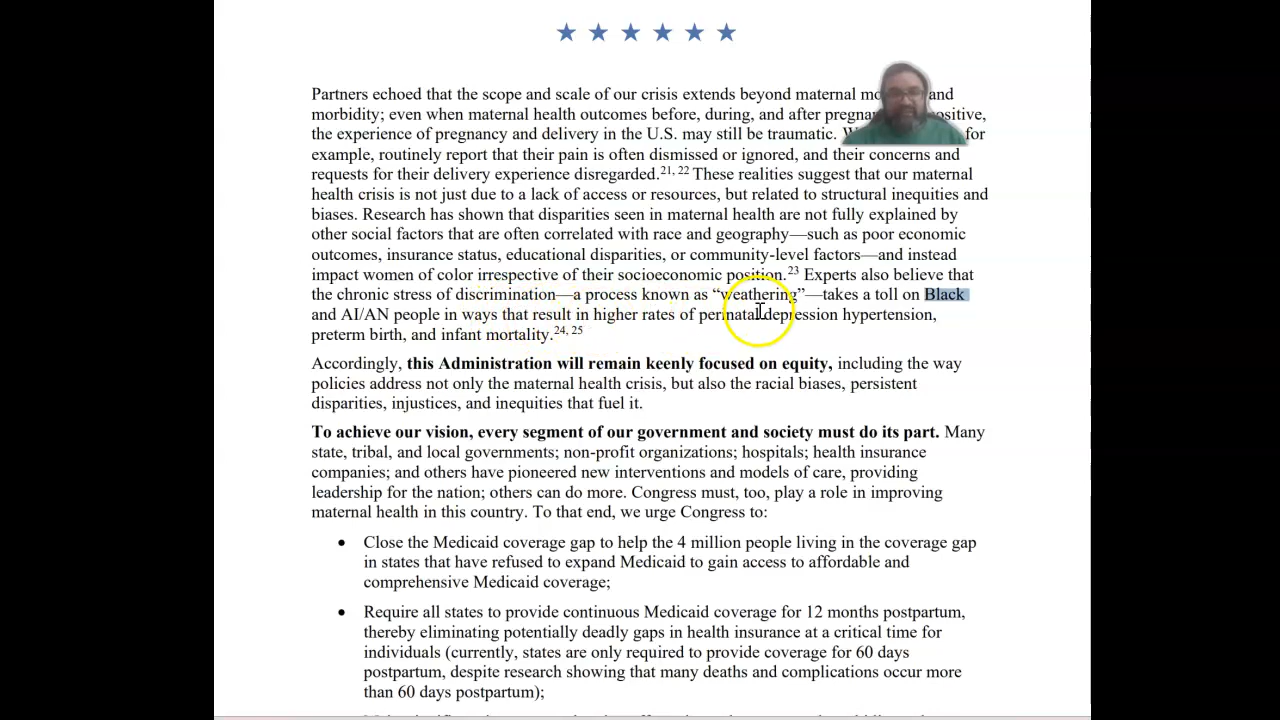 Partners echoed that the scope and scale of our crisis extends beyond maternal and
morbidity; even when maternal health outcomes before, during, and after
the experience of pregnancy and delivery in the U.S. may still be traumatic. for
example, routinely report that their pain is often dismissed or ignored, and their concerns and
requests for their delivery experience disregarded.21, 22 These realities suggest that our maternal
health crisis is not just due to a lack of access or resources, but related to structural inequities and
biases. Research has shown that disparities seen in maternal health are not fully explained by
other social factors that are often correlated with race and geography—such as poor economic
outcomes, insurance status, educational disparities, or community-level factors—and instead
impact women of color irrespective of their socioeconomic position.23 Experts also believe that
the chronic stress of discrimination—a process known as “weathering”—takes a toll on Black
and AI/AN people in ways that result in higher rates of perinatal depression hypertension,
preterm birth, and infant mortality.24, 25
Accordingly, this Administration will remain keenly focused on equity, including the way
policies address not only the maternal health crisis, but also the racial biases, persistent
disparities, injustices, and inequities that fuel it.
To achieve our vision, every segment of our government and society must do its part. Many
state, tribal, and local governments; non-profit organizations; hospitals; health insurance
companies; and others have pioneered new interventions and models of care, providing
leadership for the nation; others can do more. Congress must, too, play a role in improving
maternal health in this country. To that end, we urge Congress to:
• Close the Medicaid coverage gap to help the 4 million people living in the coverage gap
in states that have refused to expand Medicaid to gain access to affordable and
comprehensive Medicaid coverage;
• Require all states to provide continuous Medicaid coverage for 12 months postpartum,
thereby eliminating potentially deadly gaps in health insurance at a critical time for
individuals (currently, states are only required to provide coverage for 60 days
postpartum, despite research showing that many deaths and complications occur more
than 60 days postpartum);